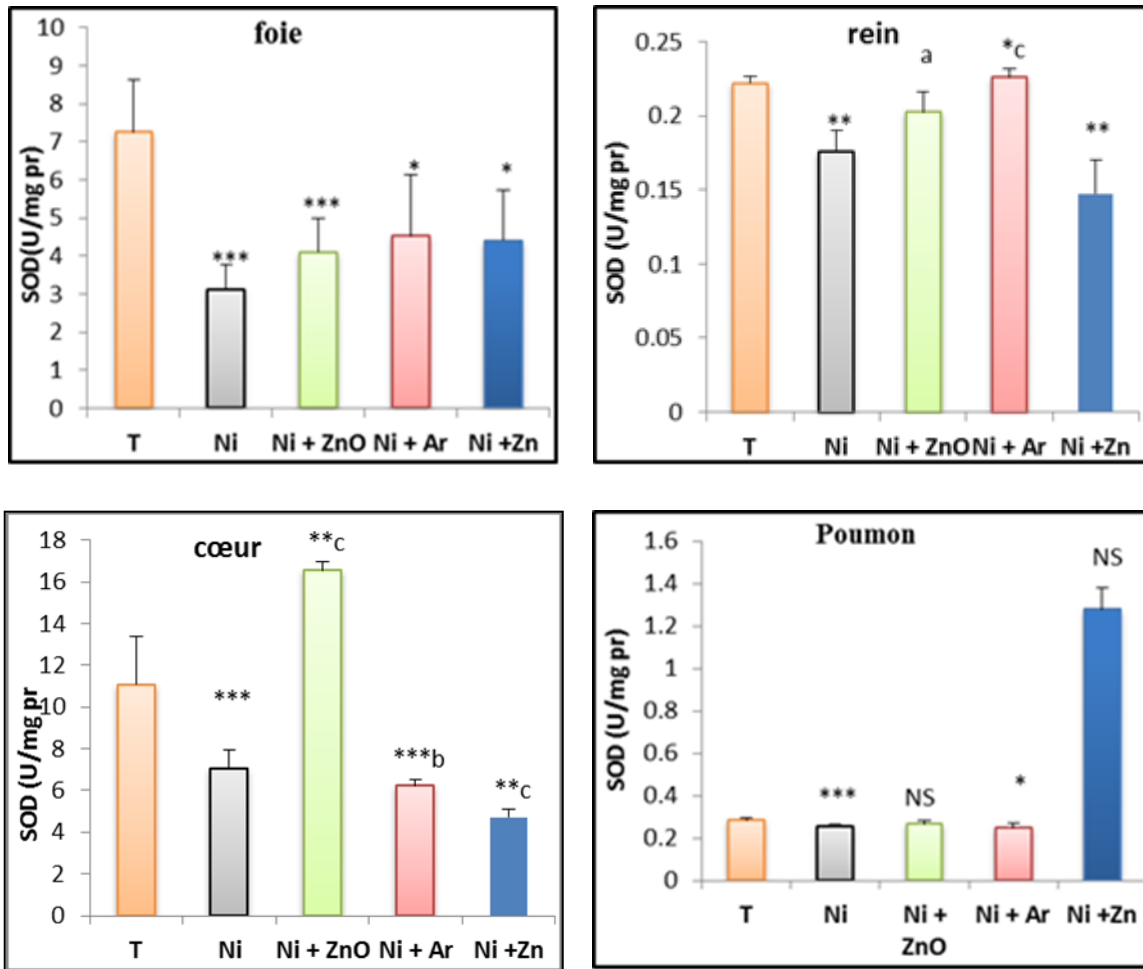 foie
SOD(U/mg pr)
10
9
8
7
6
5
4
3
2
1
0
***
***
*
*
T Ni Ni + ZnO Ni + Ar Ni +Zn
rein
SOD (U/mg pr)
0.25
0.2
0.15
0.1
0.05
0
**
a
*c
**
T Ni Ni + ZnO Ni + Ar Ni +Zn
cœur
SOD (U/mg pr
18
16
14
12
10
8
6
4
2
0
***
**c
***b
**c
T Ni Ni + ZnO Ni + Ar Ni +Zn
Poumon
SOD (U/mg pr)
1.6
1.4
1.2
1
0.8
0.6
0.4
0.2
0
***
NS
*
NS
T Ni Ni + Ni + Ar Ni +Zn
ZnO